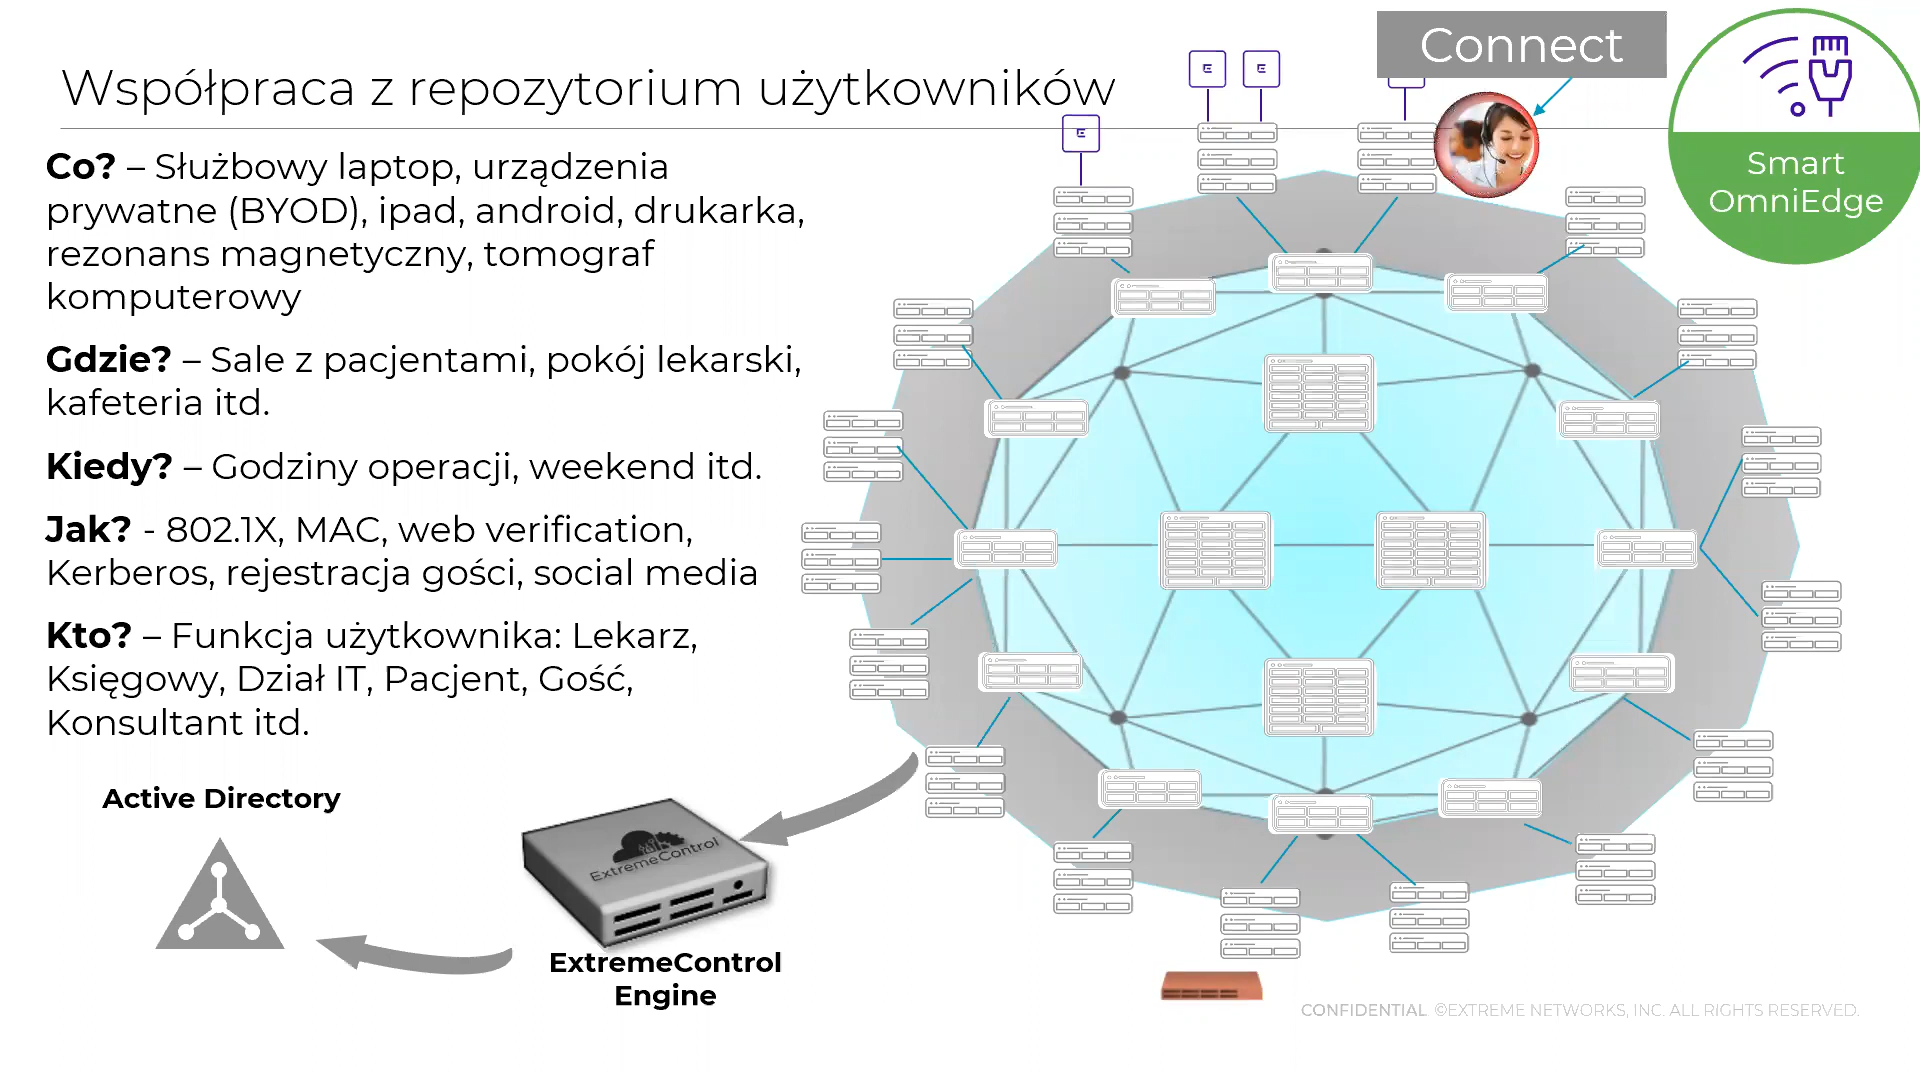 Connect
Współpraca z repozytorium użytkowników
Smart
OmniEdge
Co? – Służbowy laptop, urządzenia
prywatne (BYOD), ipad, android, drukarka,
rezonans magnetyczny, tomograf
komputerowy
Gdzie? – Sale z pacjentami, pokój lekarski,
kafeteria itd.
Kiedy? – Godziny operacji, weekend itd.
Jak? - 802.1X, MAC, web verification,
Kerberos, rejestracja gości, social media
Kto? – Funkcja użytkownika: Lekarz,
Księgowy, Dział IT, Pacjent, Gość,
Konsultant itd.
Active Directory
ExtremeControl
ExtremeControl
Engine
CONFIDENTIAL ©EXTREME NETWORKS, INC. ALL RIGHTS RESERVED.